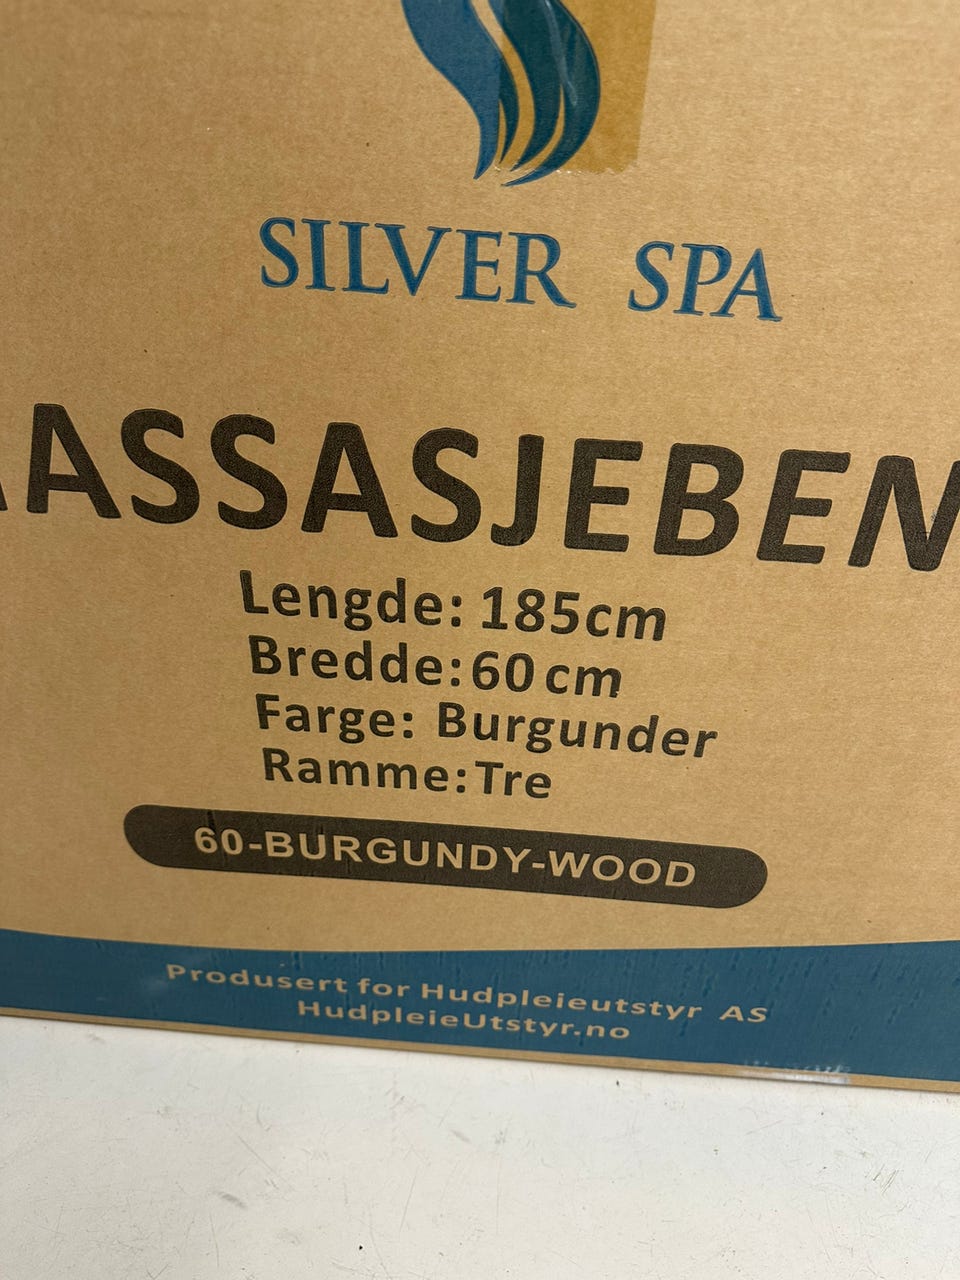 SILVER SPA
ASSASJEBEN
Lengde: 185cm
Bredde: 60 cm
Farge: Burgunder
Ramme: Tre
60-BURGUNDY-WOOD
Produsert for Hudpleieutstyr AS
HudpleieUtstyr.no